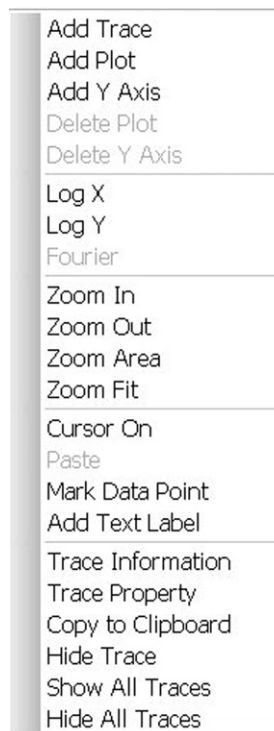 Add Trace
Add Plot
Add Y Axis
Delete Plot
Delete Y Axis
Log X
Log Y
Fourier
Zoom In
Zoom Out
Zoom Area
Zoom Fit
Cursor On
Paste
Mark Data Point
Add Text Label
Trace Information
Trace Property
Copy to Clipboard
Hide Trace
Show All Traces
Hide All Traces